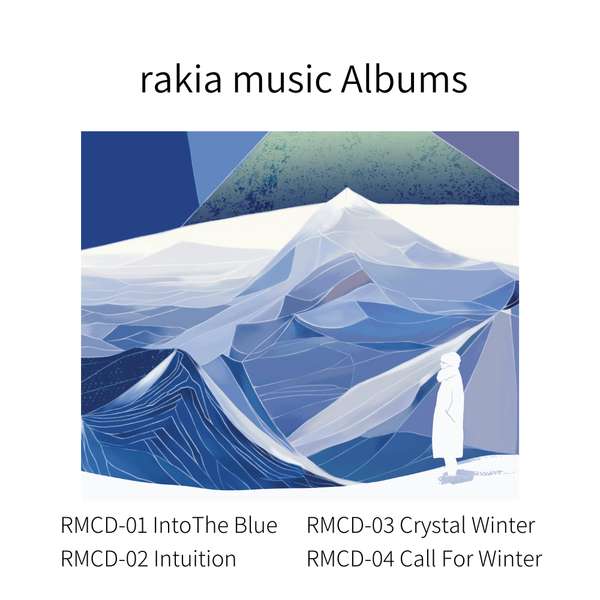 rakia music Albums
RMCD-01 IntoThe Blue
RMCD-02 Intuition
RMCD-03 Crystal Winter
RMCD-04 Call For Winter